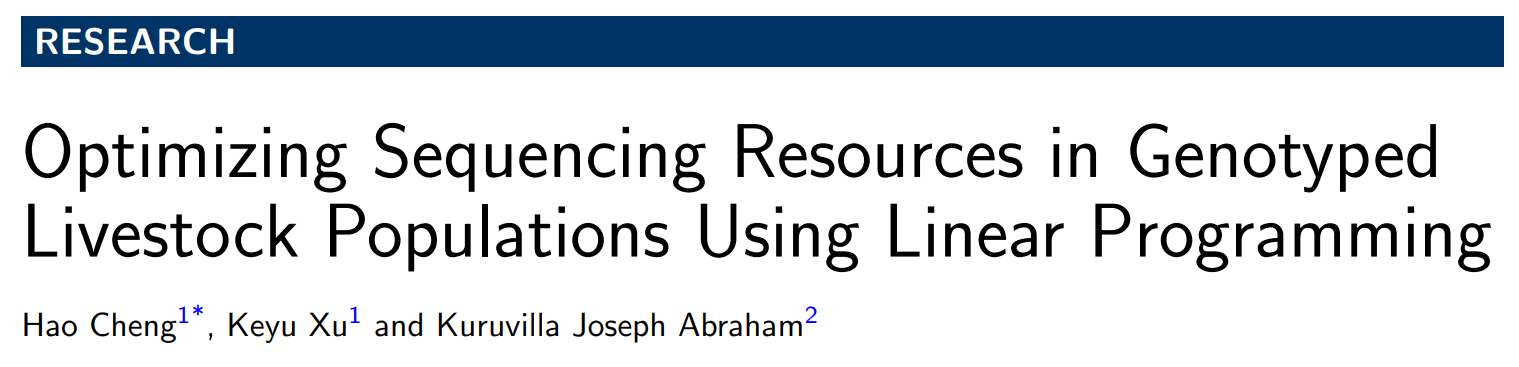 RESEARCH
Optimizing Sequencing Resources in Genotyped
Livestock Populations Using Linear Programming
Hao Cheng1*, Keyu Xu1 and Kuruvilla Joseph Abraham2